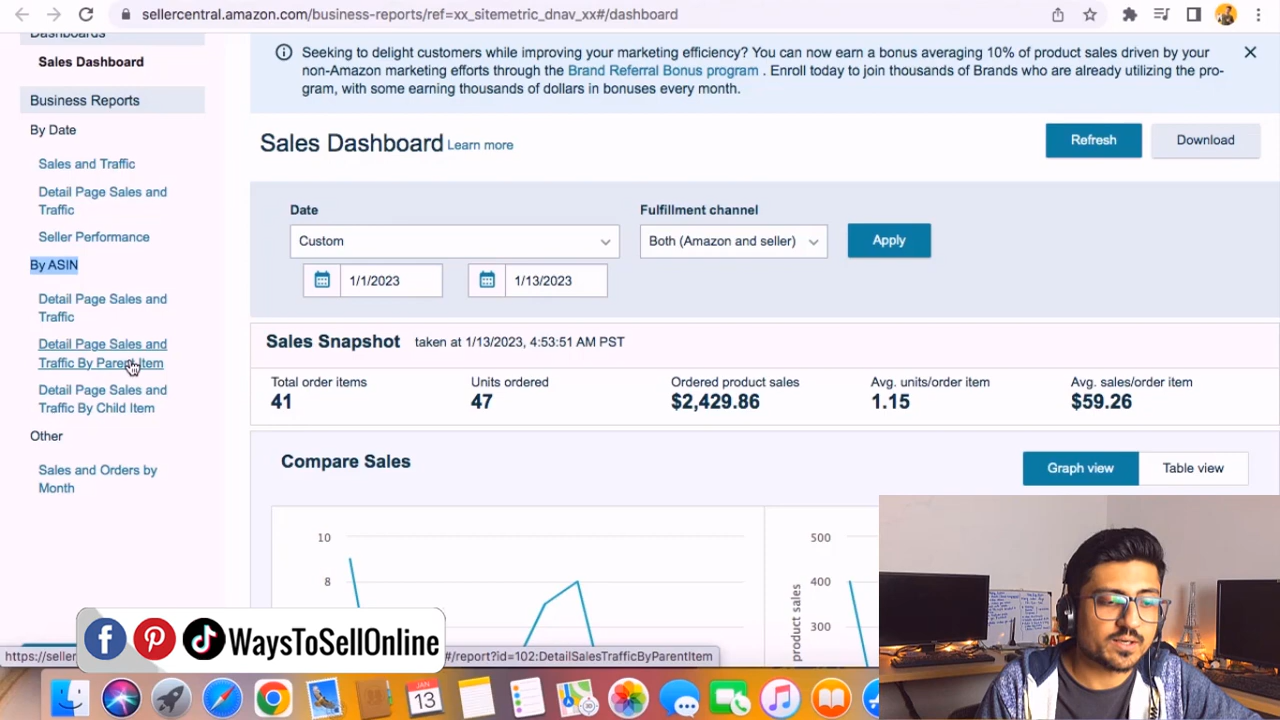 sellercentral.amazon.com/business-reports/ref=xx_sitemetric_dnav_xx#/dashboard
Dashboards
Sales Dashboard
Business Reports
By Date
Sales and Traffic
Detail Page Sales and
Traffic
Seller Performance
By ASIN
Detail Page Sales and
Traffic
Detail Page Sales and
Traffic By Parent Item
Detail Page Sales and
Traffic By Child Item
Other
Sales and Orders by
Month
Seeking to delight customers while improving your marketing efficiency? You can now earn a bonus averaging 10% of product sales driven by your
non-Amazon marketing efforts through the Brand Referral Bonus program . Enroll today to join thousands of Brands who are already utilizing the pro-
gram, with some earning thousands of dollars in bonuses every month.
Sales Dashboard Learn more
Refresh
Download
Date
Fulfillment channel
Custom
Both (Amazon and seller)
Apply
1/1/2023
1/13/2023
Sales Snapshot taken at 1/13/2023, 4:53:51 AM PST
Total order items
Units ordered
Ordered product sales
Avg. units/order item
Avg. sales/order item
41
47
$2,429.86
1.15
$59.26
Compare Sales
Graph view
Table view
10
8
500
400
300
product sales
WaysToSellOnline
https://seller
#/report?id=102:DetailSalesTrafficByParentItem
JAN
13